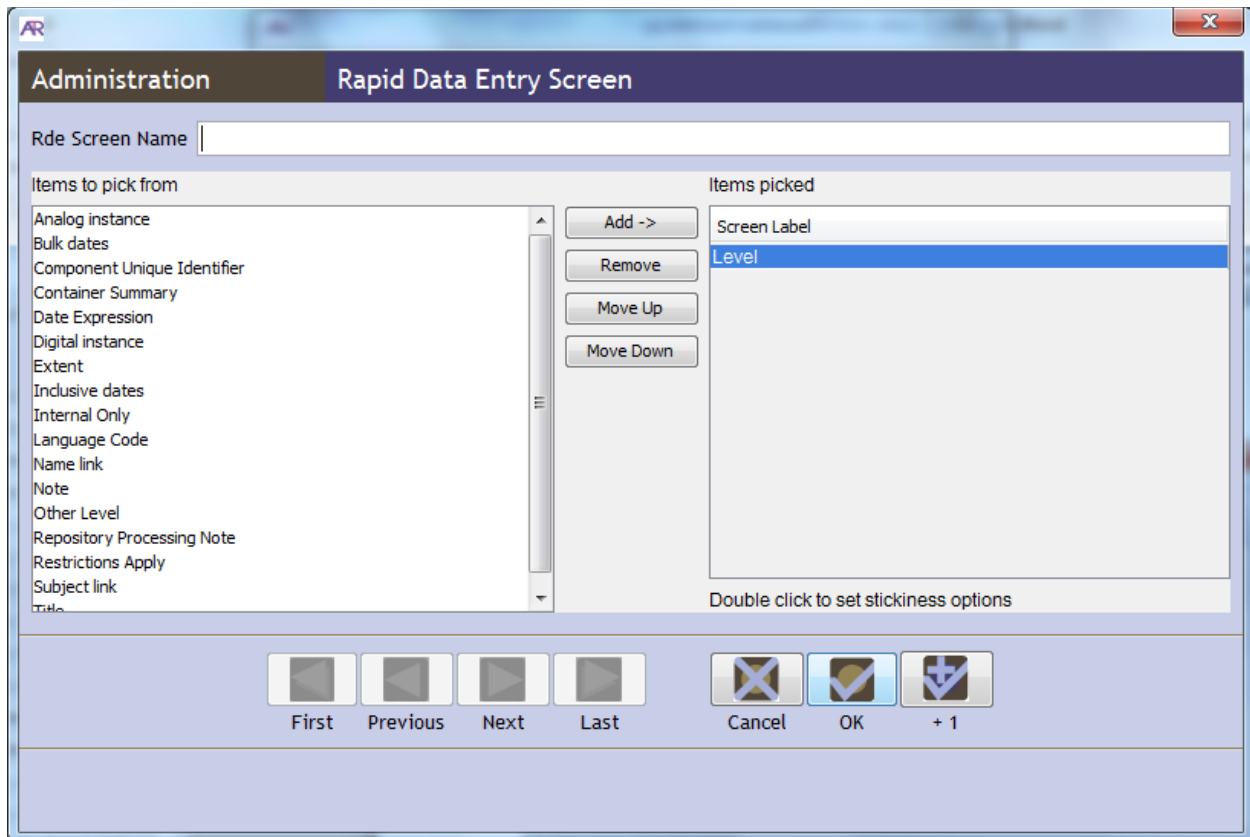 AR
Administration Rapid Data Entry Screen
Rde Screen Name
Items to pick from
Items picked
Analog instance
Bulk dates
Component Unique Identifier
Container Summary
Date Expression
Digital instance
Extent
Inclusive dates
Internal Only
Language Code
Name link
Note
Other Level
Repository Processing Note
Restrictions Apply
Subject link
Title
Add ->
Remove
Move Up
Move Down
Screen Label
Level
Double click to set stickiness options
First Previous Next Last Cancel OK + 1